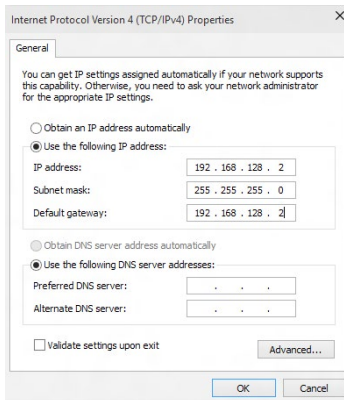 Internet Protocol Version 4 (TCP/IPv4) Properties
General
You can get IP settings assigned automatically if your network supports
this capability. Otherwise, you need to ask your network administrator
for the appropriate IP settings.
Obtain an IP address automatically
Use the following IP address:
IP address: 192 . 168 . 128 . 2
Subnet mask: 255 . 255 . 255 . 0
Default gateway: 192 . 168 . 128 . 2
Obtain DNS server address automatically
Use the following DNS server addresses:
Preferred DNS server: . . .
Alternate DNS server: . . .
Validate settings upon exit
Advanced...
OK Cancel